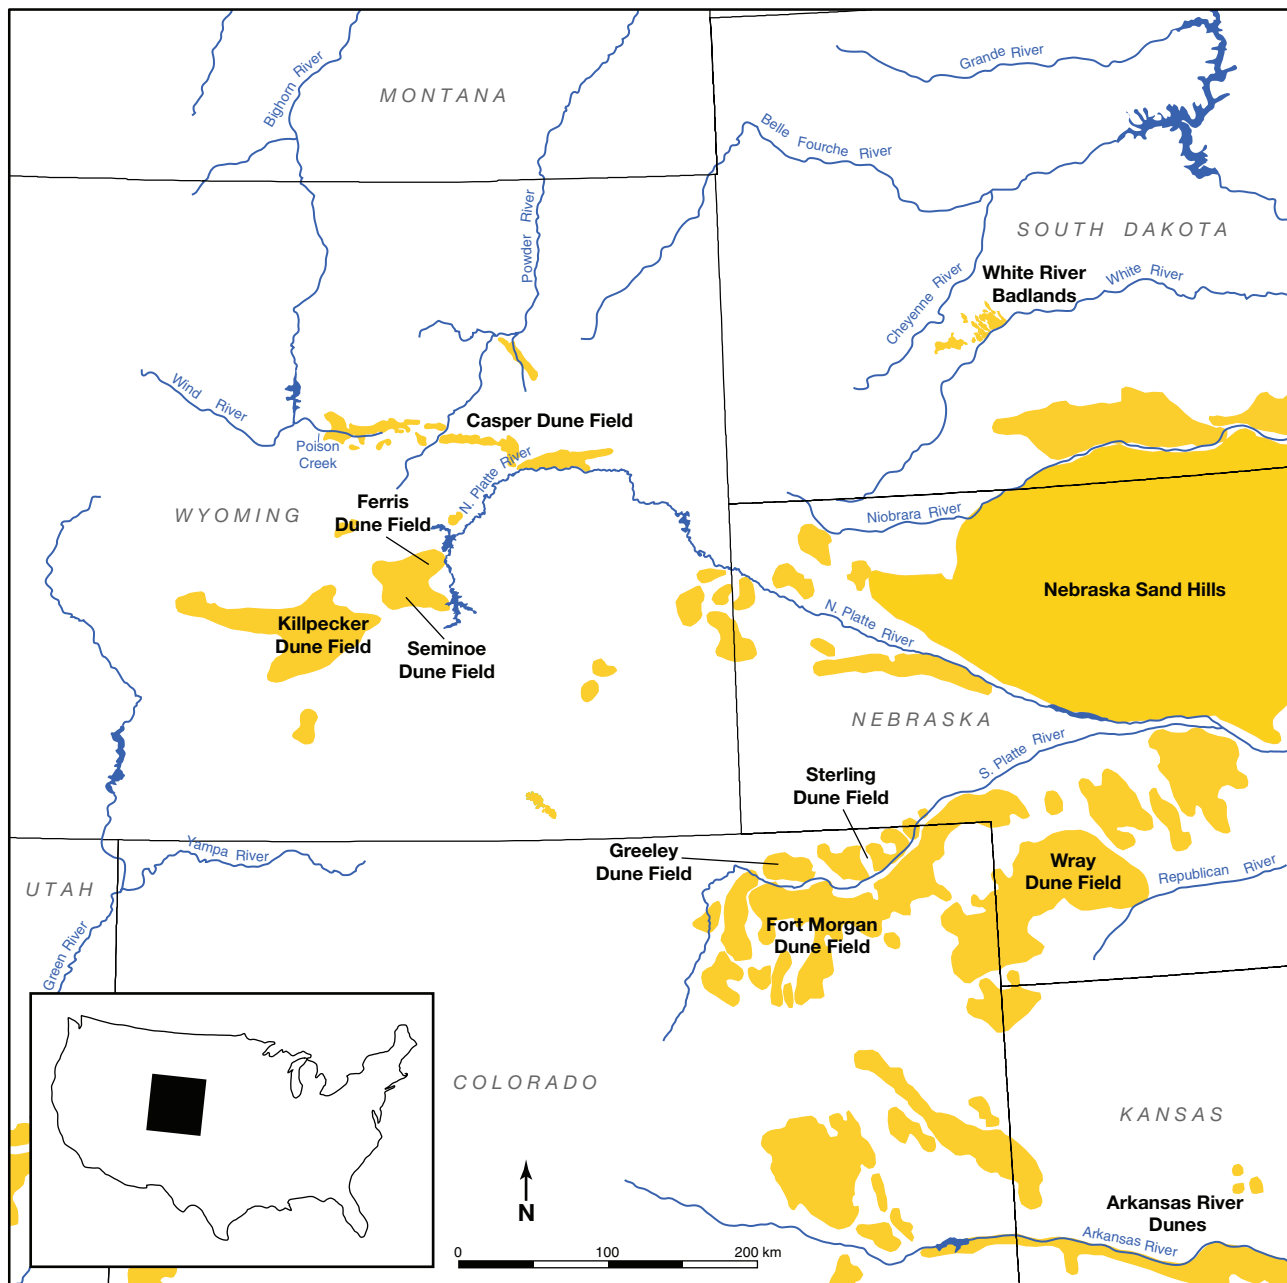 Grande River
Bighorn River
MONTANA
Belle Fourche River
Powder River
SOUTH DAKOTA
White River
Badlands
White River
Cheyenne River
Wind River
Casper Dune Field
Poison
Creek
N. Platte River
Ferris
Dune Field
WYOMING
Niobrara River
Nebraska Sand Hills
N. Platte River
Killpecker
Dune Field
Seminoe
Dune Field
NEBRASKA
S. Platte River
Sterling
Dune Field
Yampa River
Greeley
Dune Field
Wray
Dune Field
Republican River
UTAH
Fort Morgan
Dune Field
Green River
COLORADO
KANSAS
Arkansas River
Dunes
N
Arkansas River
0 100 200 km